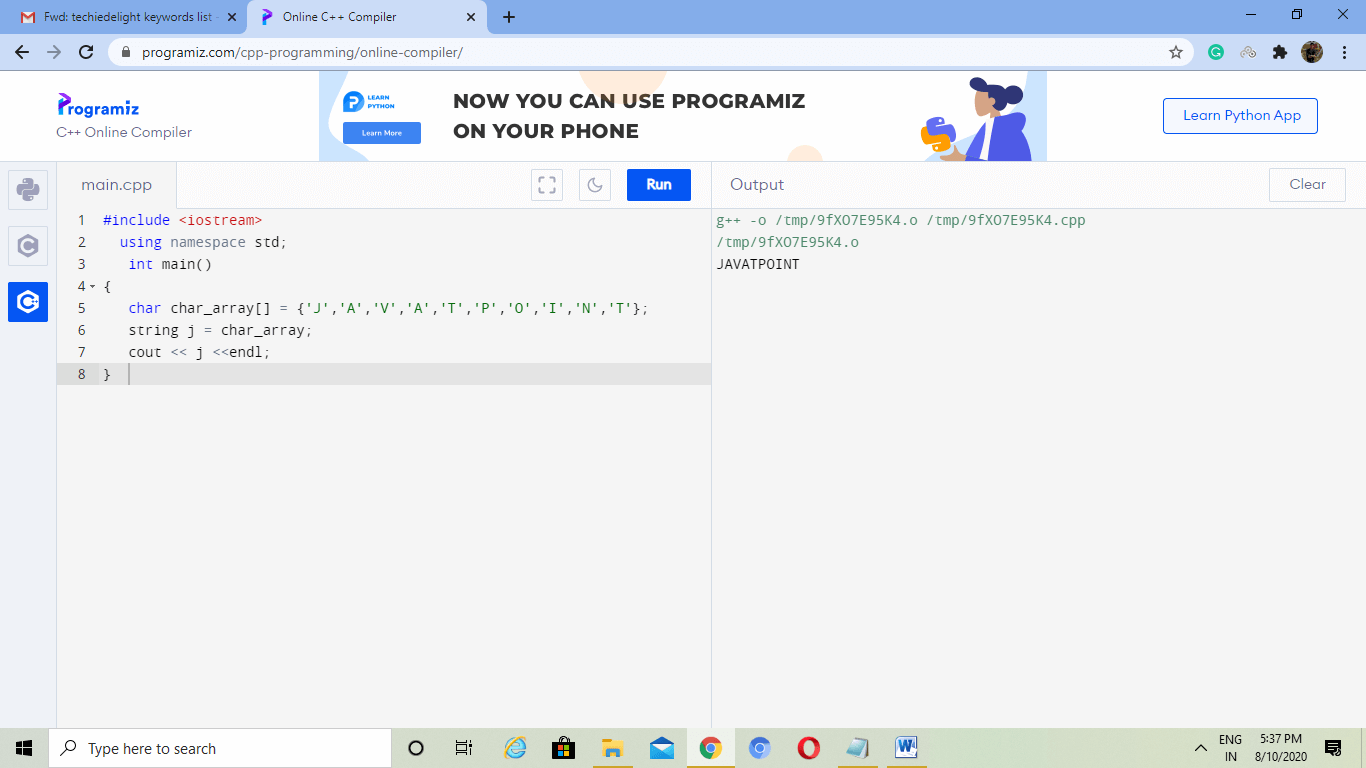 Fwd: techiedelight keywords list -
Online C++ Compiler
programiz.com/cpp-programming/online-compiler/
Programiz
C++ Online Compiler
LEARN
PYTHON
Learn More
NOW YOU CAN USE PROGRAMIZ
ON YOUR PHONE
Learn Python App
main.cpp
Run
Output
Clear
1 #include <iostream>
2 using namespace std;
3 int main()
4 {
5 char char_array[] = {'J','A','V','A','T','P','O','I','N','T'};
6 string j = char_array;
7 cout << j <<endl;
8 }
g++ -o /tmp/9fXO7E95K4.o /tmp/9fXO7E95K4.cpp
/tmp/9fXO7E95K4.o
JAVATPOINT
Type here to search
ENG
IN
5:37 PM
8/10/2020